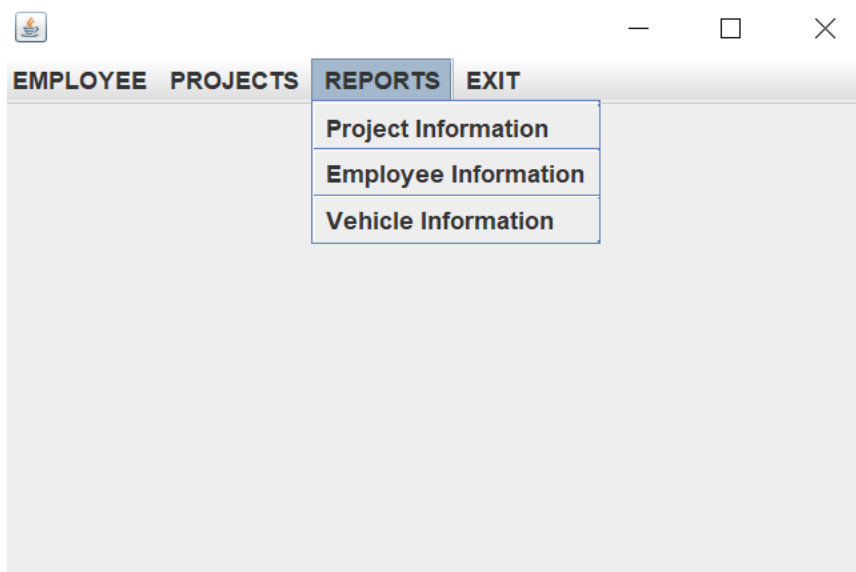 EMPLOYEE PROJECTS REPORTS EXIT
Project Information
Employee Information
Vehicle Information